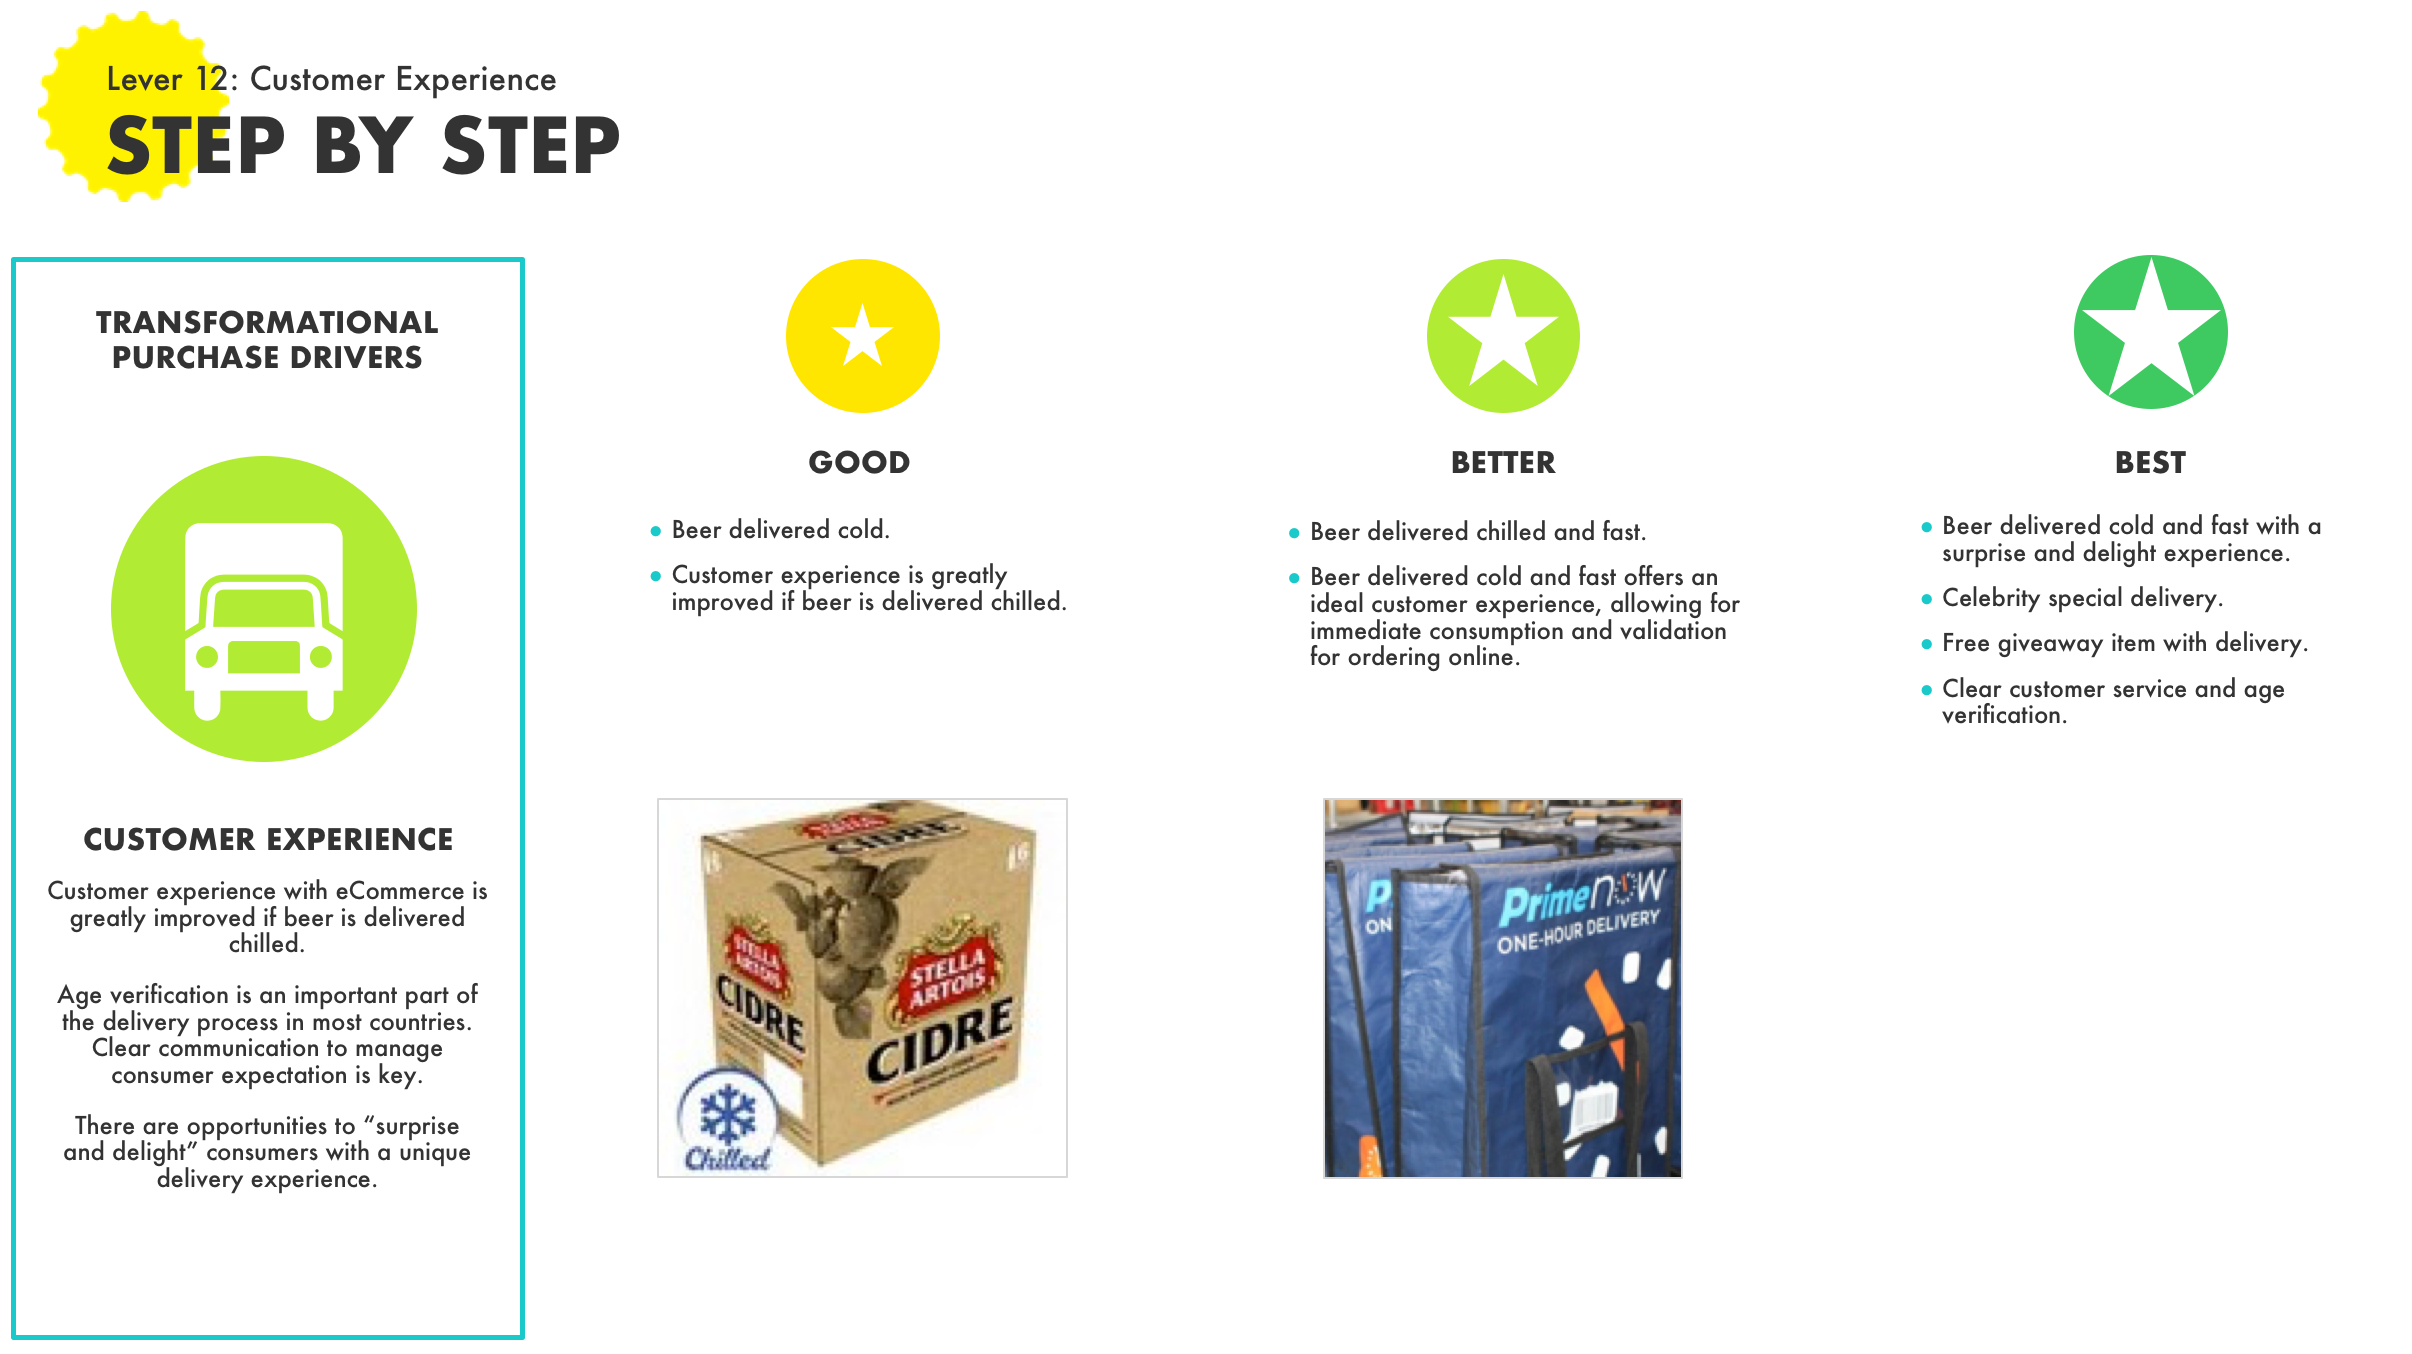 Lever 12: Customer Experience
STEP BY STEP
TRANSFORMATIONAL
PURCHASE DRIVERS
CUSTOMER EXPERIENCE
Customer experience with eCommerce is
greatly improved if beer is delivered
chilled.
Age verification is an important part of
the delivery process in most countries.
Clear communication to manage
consumer expectation is key.
There are opportunities to “surprise
and delight” consumers with a unique
delivery experience.
GOOD
• Beer delivered cold.
• Customer experience is greatly
improved if beer is delivered chilled.
STELLA
ARTOIS
CIDRE
STELLA
ARTOIS
CIDRE
CIDRE
Chilled
BETTER
• Beer delivered chilled and fast.
• Beer delivered cold and fast offers an
ideal customer experience, allowing for
immediate consumption and validation
for ordering online.
P
ON
Prime now
ONE-HOUR DELIVERY
BEST
• Beer delivered cold and fast with a
surprise and delight experience.
• Celebrity special delivery.
• Free giveaway item with delivery.
• Clear customer service and age
verification.